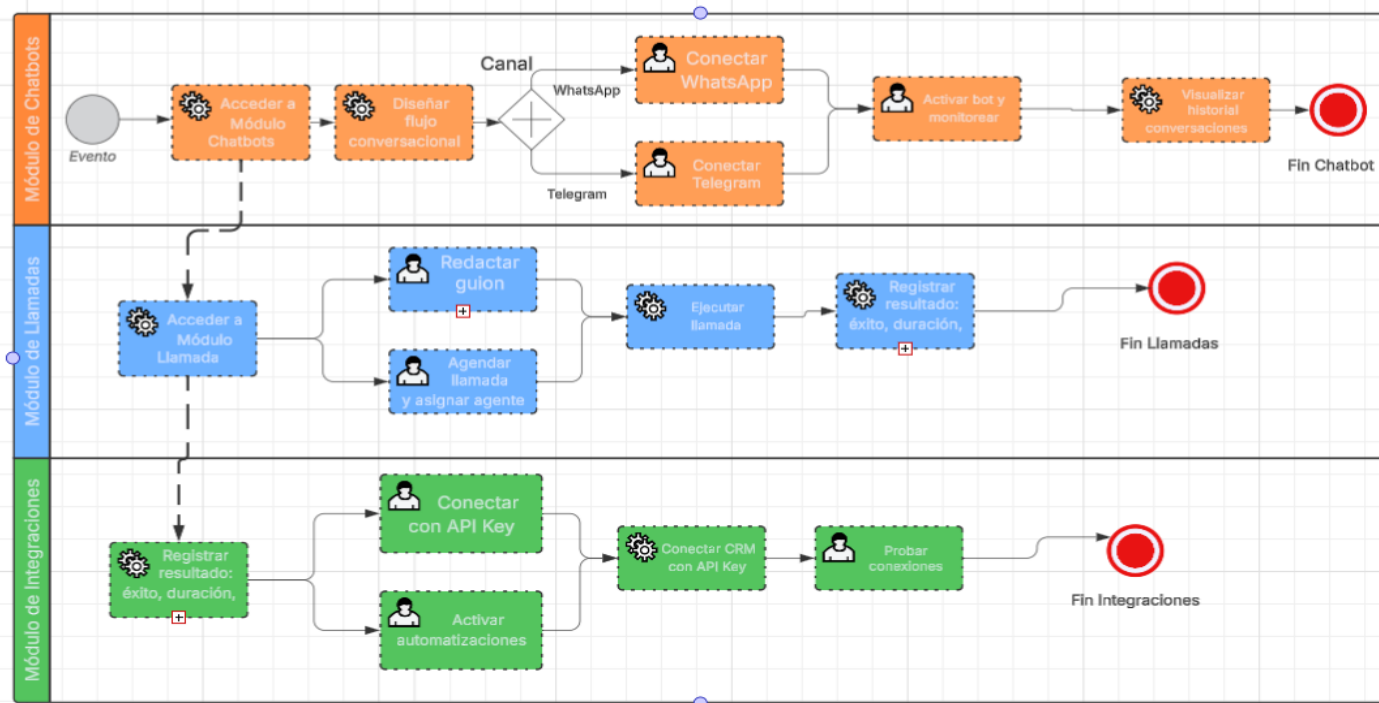 Módulo de Chatbots
Evento
Acceder a
Módulo
Chatbots
Diseñar
flujo
conversacional
Canal
WhatsApp
Telegram
Conectar
WhatsApp
Conectar
Telegram
Activar bot y
monitorear
Visualizar
historial
conversaciones
Fin Chatbot
Módulo de Llamadas
Acceder a
Módulo
Llamada
Redactar
guion
Agendar
llamada
y asignar agente
Ejecutar
llamada
Registrar
resultado:
éxito, duración,
Fin Llamadas
Módulo de Integraciones
Registrar
resultado:
éxito, duración,
Conectar
con API Key
Activar
automatizaciones
Conectar CRM
con API Key
Probar
conexiones
Fin Integraciones